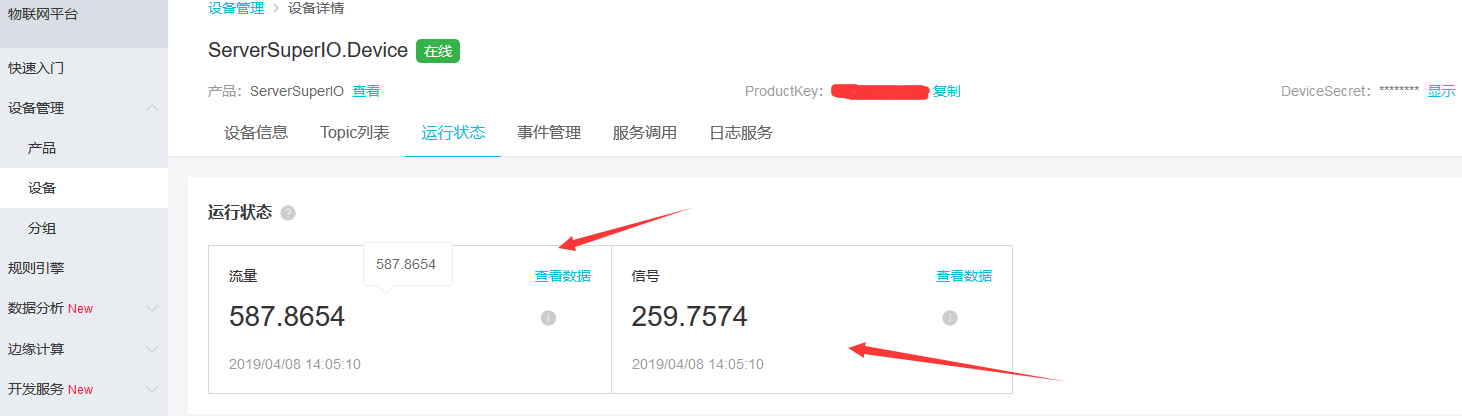 物联网平台
快速入门
设备管理
产品
设备
分组
规则引擎
数据分析 New
边缘计算
开发服务 New
设备管理 > 设备详情
ServerSuperIO.Device 在线
产品：ServerSuperIO 查看
ProductKey： 复制
DeviceSecret：******** 显示
设备信息 Topic列表 运行状态 事件管理 服务调用 日志服务
运行状态 ?
587.8654
流量 查看数据
587.8654
2019/04/08 14:05:10
信号 查看数据
259.7574
2019/04/08 14:05:10